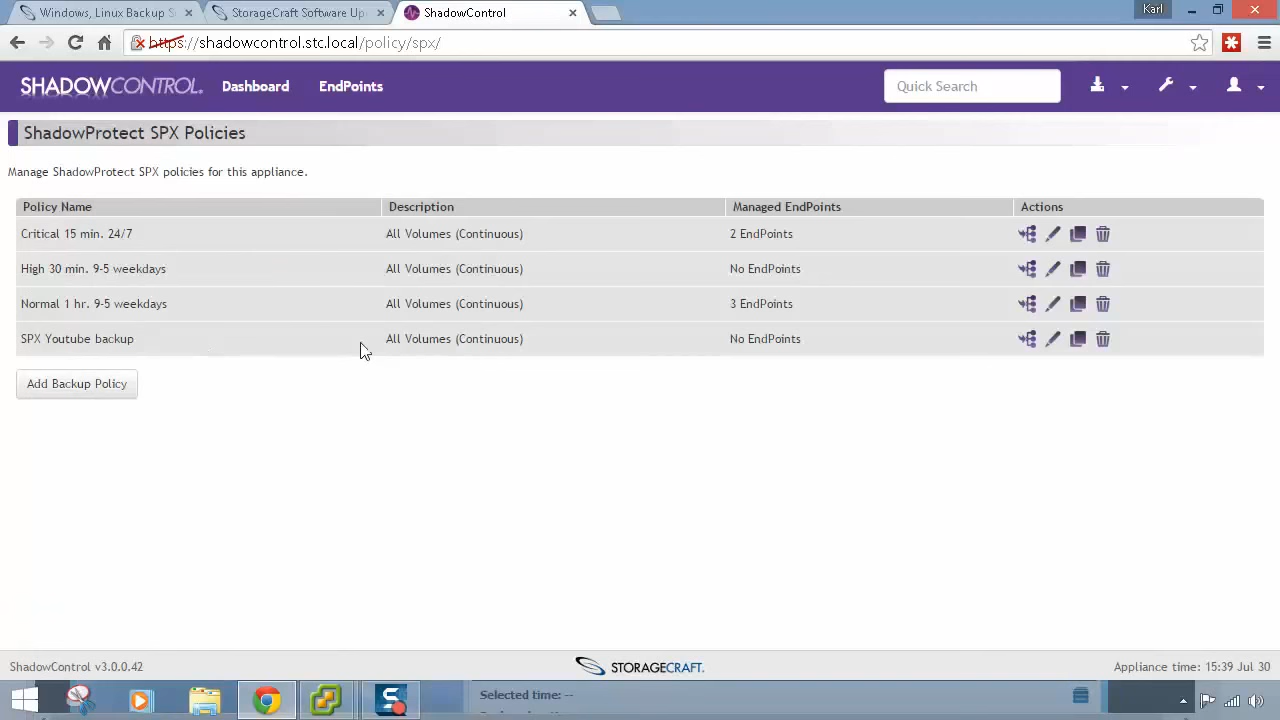 Windows, Linux Backup S
StorageCraft Software Up
ShadowControl
Karl
https://shadowcontrol.stc.local/policy/spx/
SHADOWCONTROL.
Dashboard
EndPoints
Quick Search
ShadowProtect SPX Policies
Manage ShadowProtect SPX policies for this appliance.
Policy Name Description Managed EndPoints Actions
Critical 15 min. 24/7 All Volumes (Continuous) 2 EndPoints
High 30 min. 9-5 weekdays All Volumes (Continuous) No EndPoints
Normal 1 hr. 9-5 weekdays All Volumes (Continuous) 3 EndPoints
SPX Youtube backup All Volumes (Continuous) No EndPoints
Add Backup Policy
ShadowControl v3.0.0.42
STORAGECRAFT.
Appliance time: 15:39 Jul 30
Selected time: --